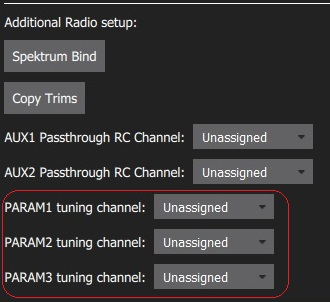 Additional Radio setup:
Spektrum Bind
Copy Trims
AUX1 Passthrough RC Channel: Unassigned
AUX2 Passthrough RC Channel: Unassigned
PARAM1 tuning channel: Unassigned
PARAM2 tuning channel: Unassigned
PARAM3 tuning channel: Unassigned